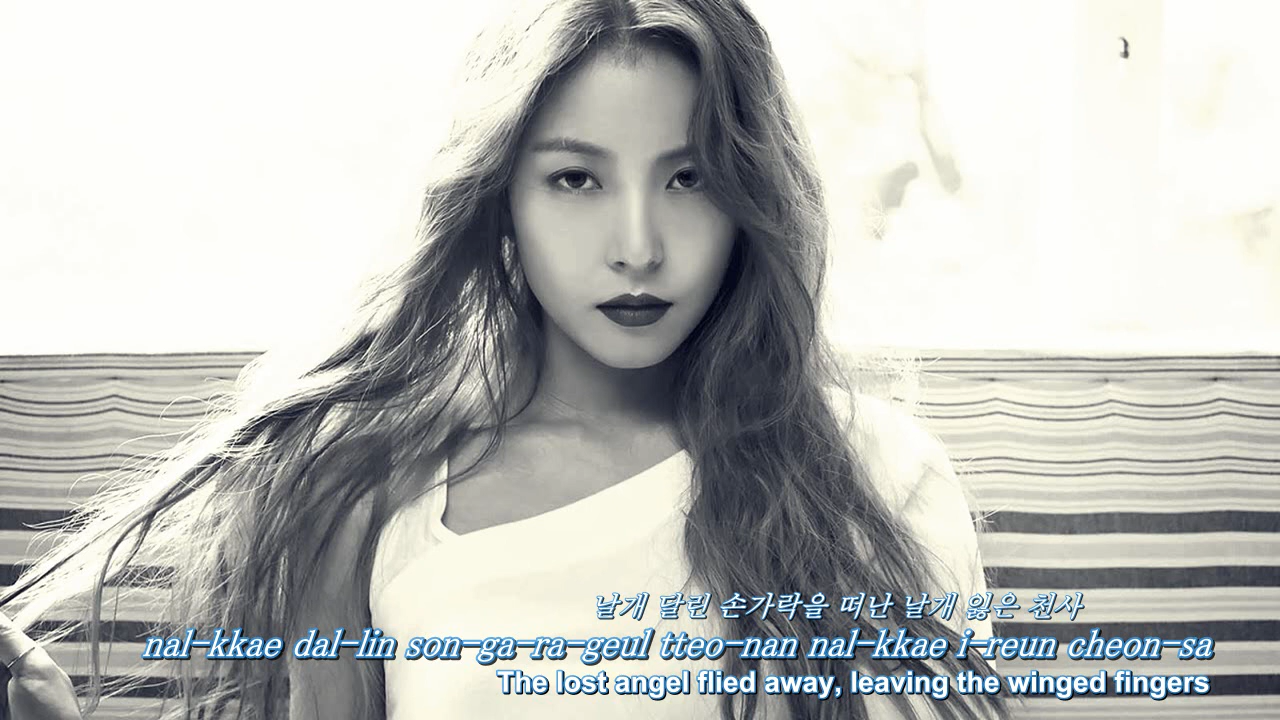 날개 달린 손가락을 떠난 날개 잃은 천사
nal-kkae dal-lin son-ga-ra-geul tteo-nan nal-kkae i-reun cheon-sa
The lost angel flied away, leaving the winged fingers